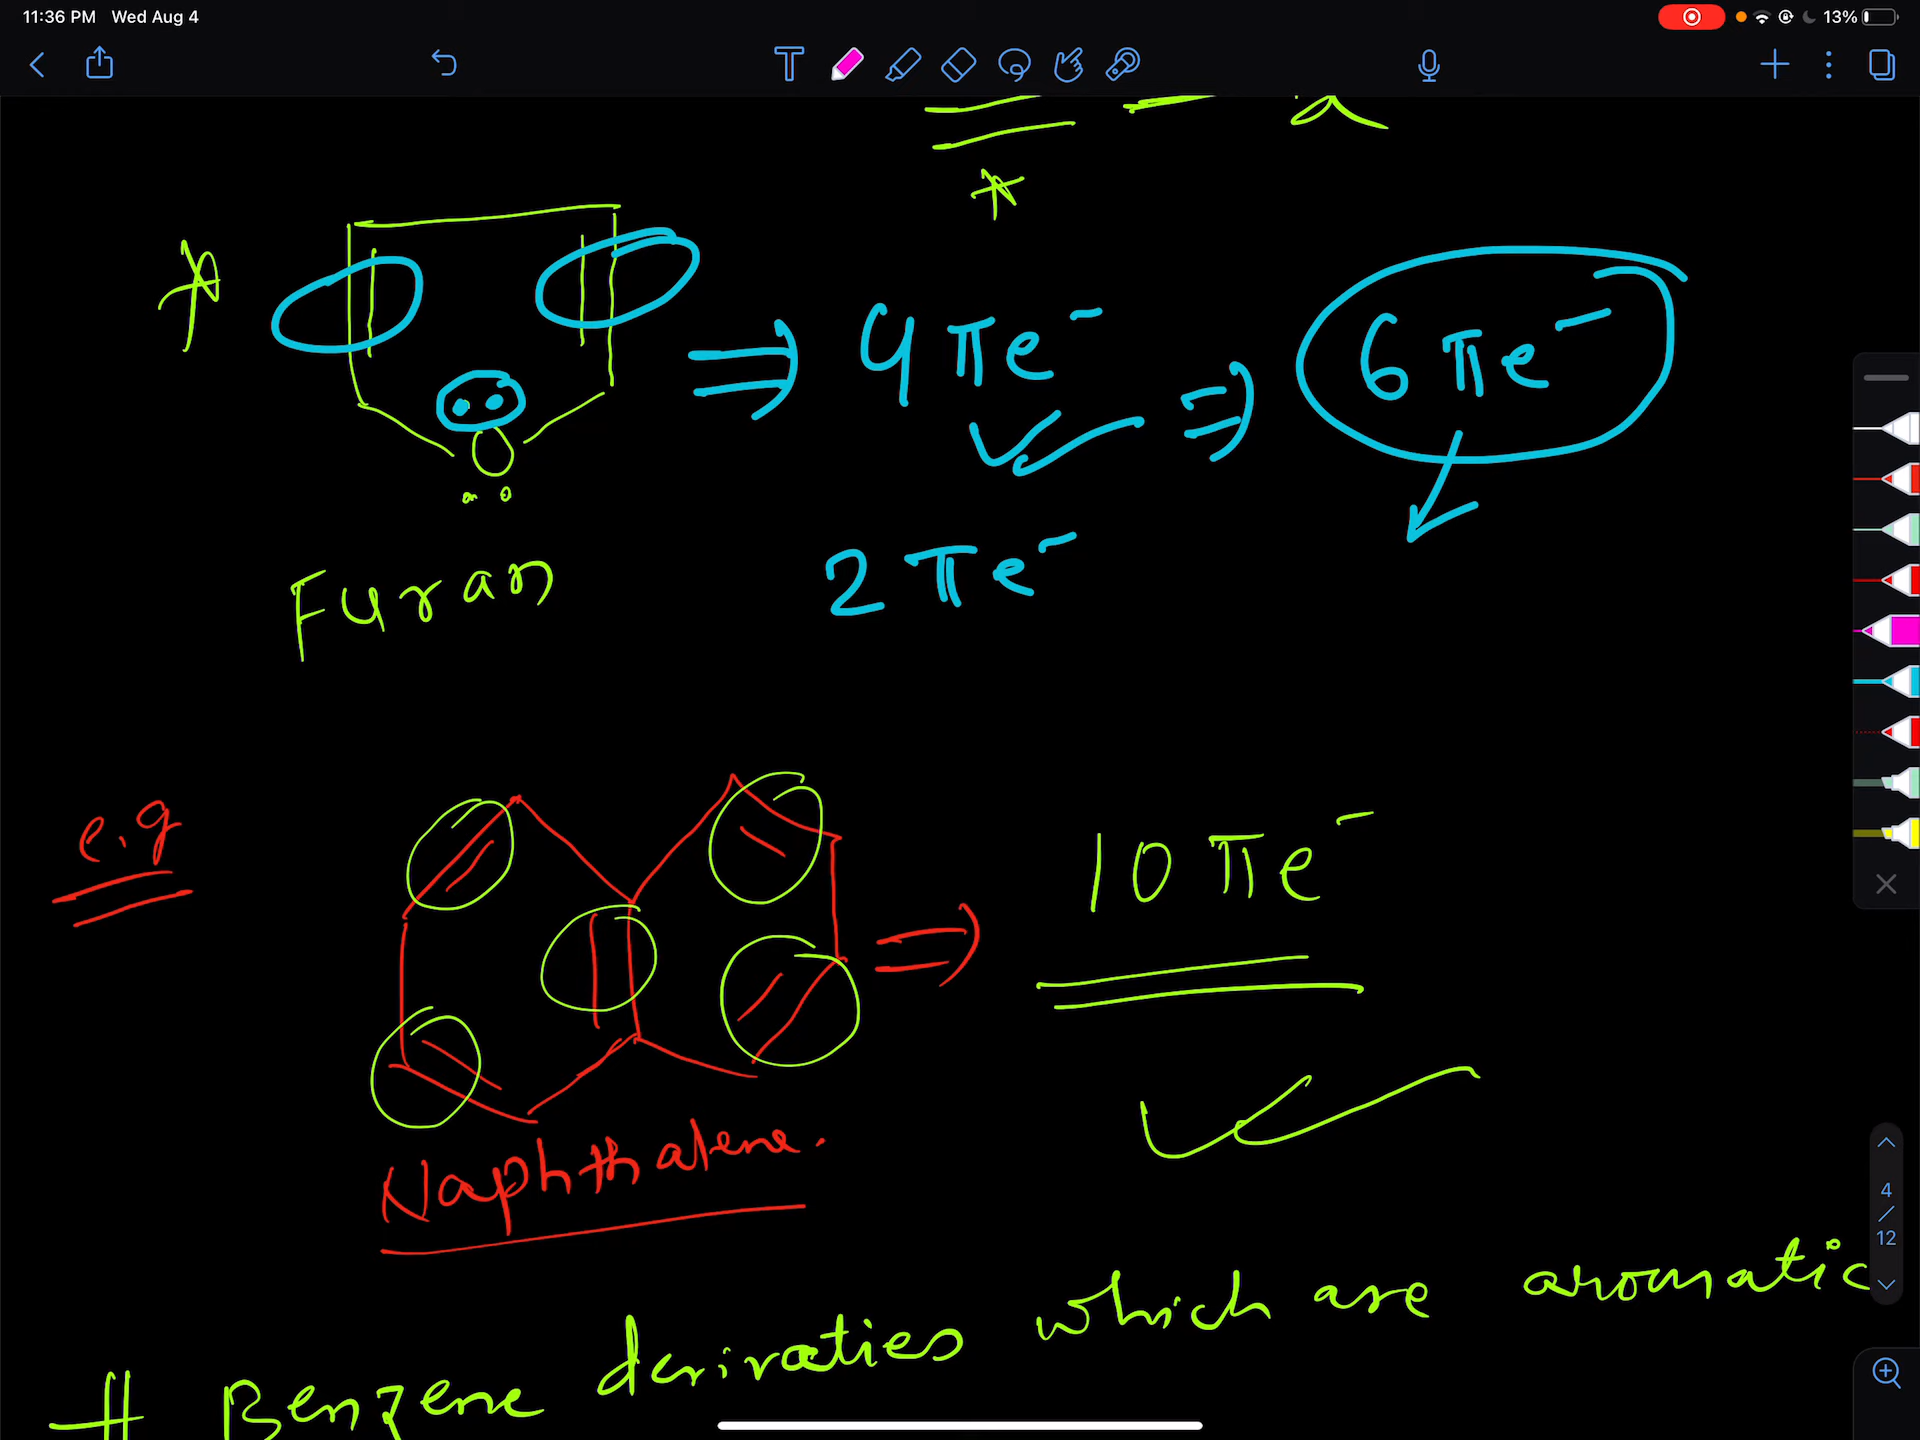 11:36 PM Wed Aug 4
13%
4πe⁻
6πe⁻
2πe⁻
Furan
e.g
10πe⁻
Naphthalene.
4
/
12
# Benzene derivaties which are aromatic